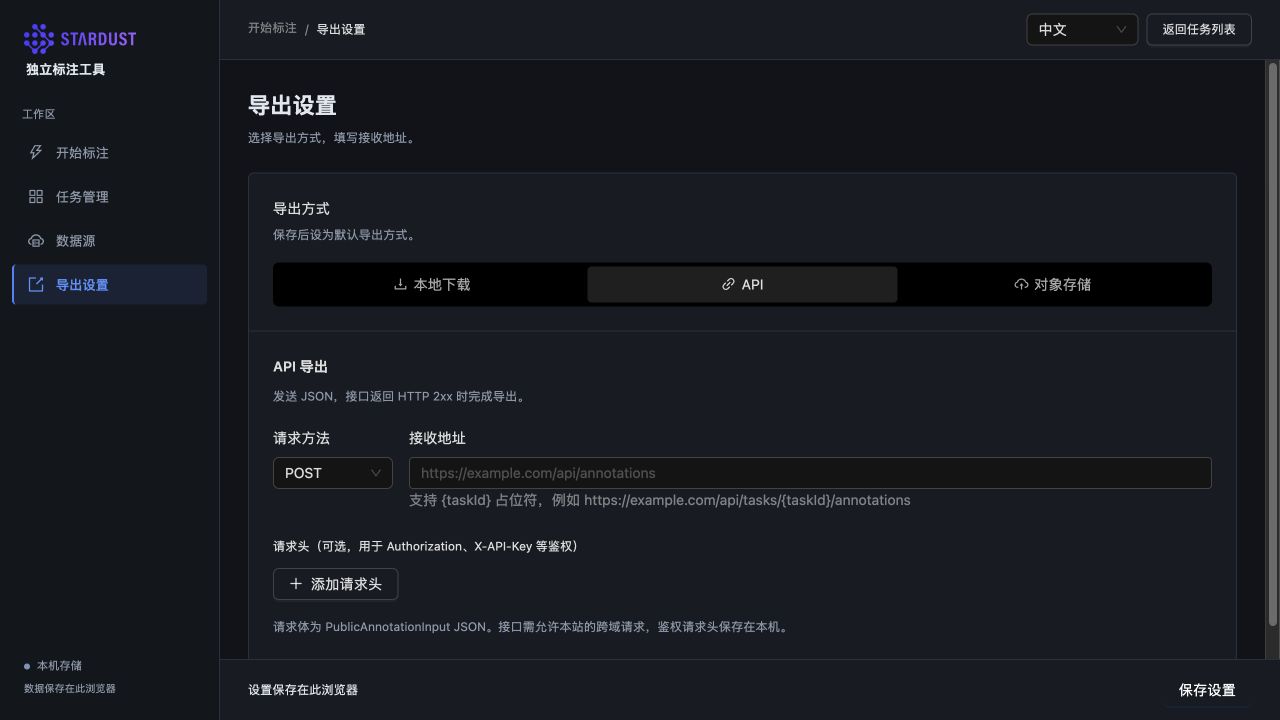 STARDUST
独立标注工具
工作区
开始标注
任务管理
数据源
导出设置
本机存储
数据保存在此浏览器
开始标注 / 导出设置
中文
返回任务列表
导出设置
选择导出方式，填写接收地址。
导出方式
保存后设为默认导出方式。
本地下载
API
对象存储
API 导出
发送 JSON，接口返回 HTTP 2xx 时完成导出。
请求方法
接收地址
POST
https://example.com/api/annotations
支持 {taskId} 占位符，例如 https://example.com/api/tasks/{taskId}/annotations
请求头（可选，用于 Authorization、X-API-Key 等鉴权）
添加请求头
请求体为 PublicAnnotationInput JSON。接口需允许本站的跨域请求，鉴权请求头保存在本机。
设置保存在此浏览器
保存设置